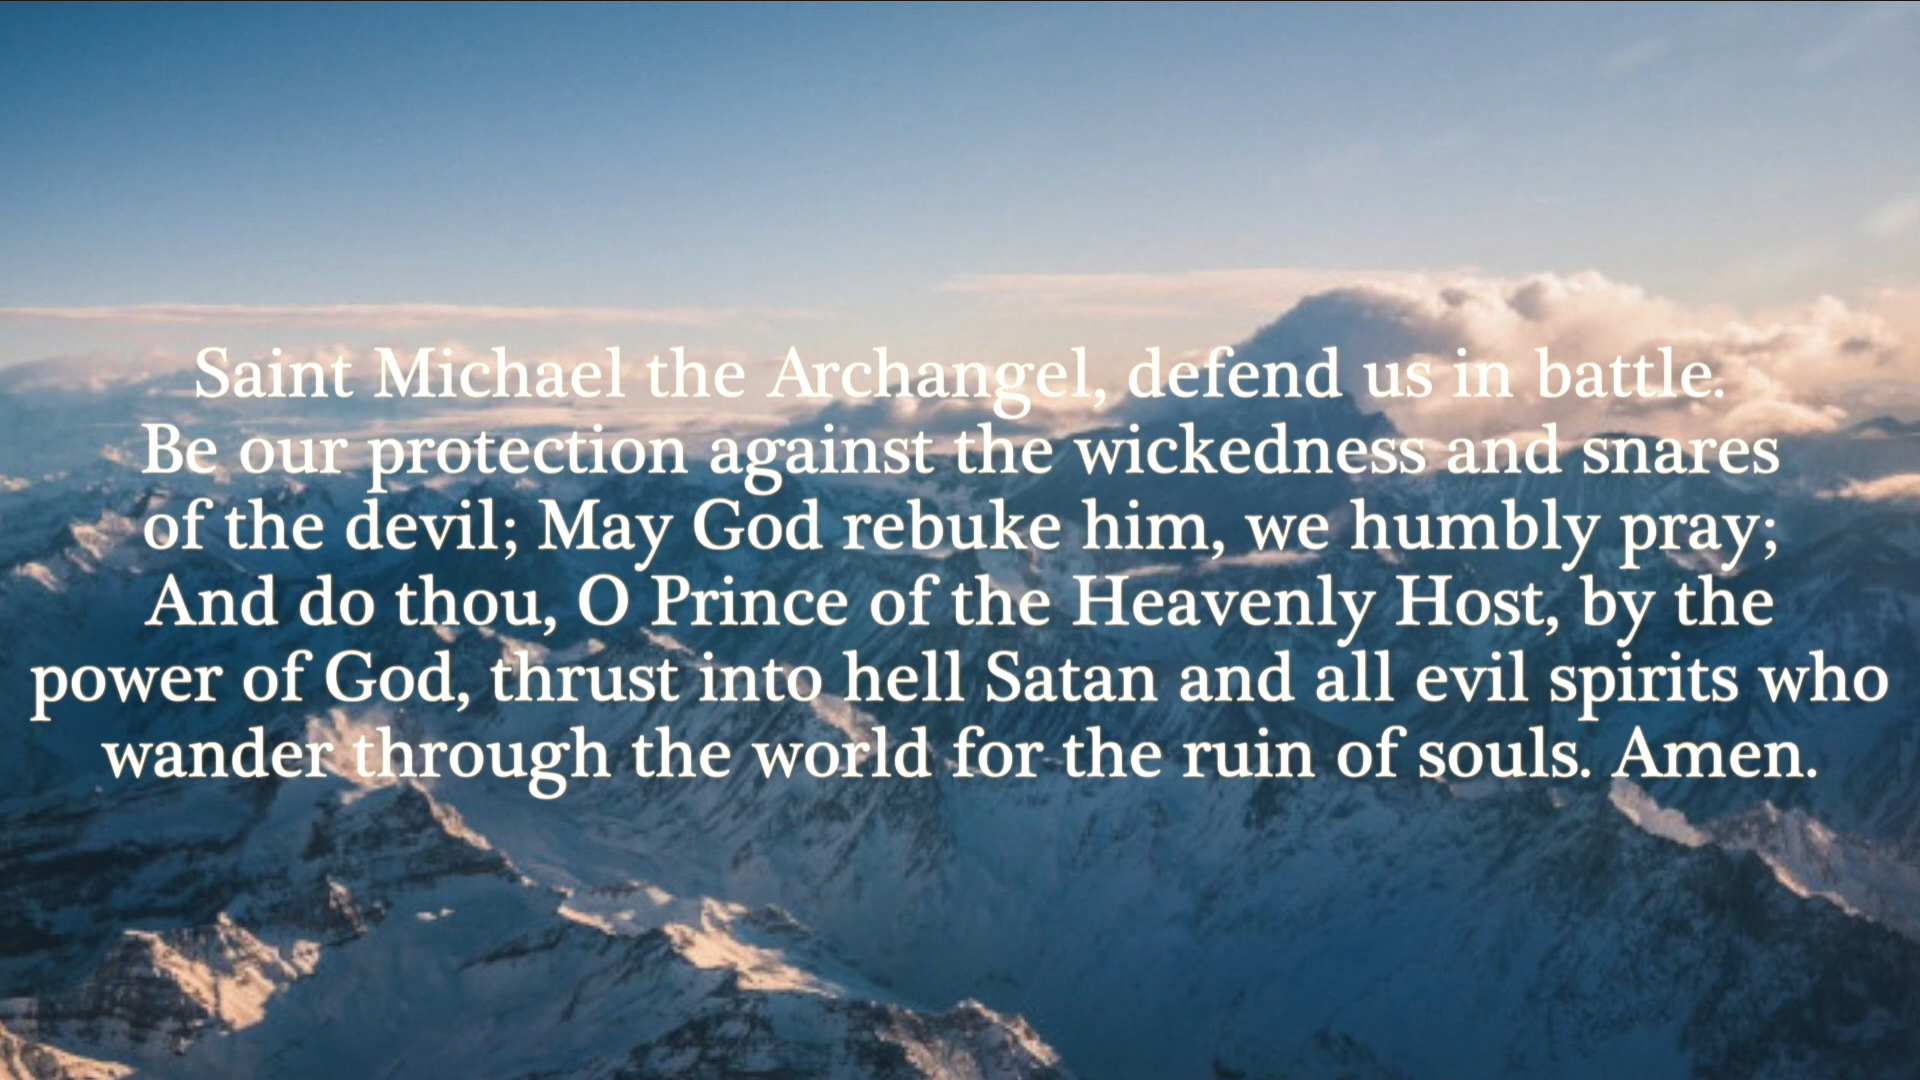 Saint Michael the Archangel, defend us in battle.
Be our protection against the wickedness and snares
of the devil; May God rebuke him, we humbly pray;
And do thou, O Prince of the Heavenly Host, by the
power of God, thrust into hell Satan and all evil spirits who
wander through the world for the ruin of souls. Amen.